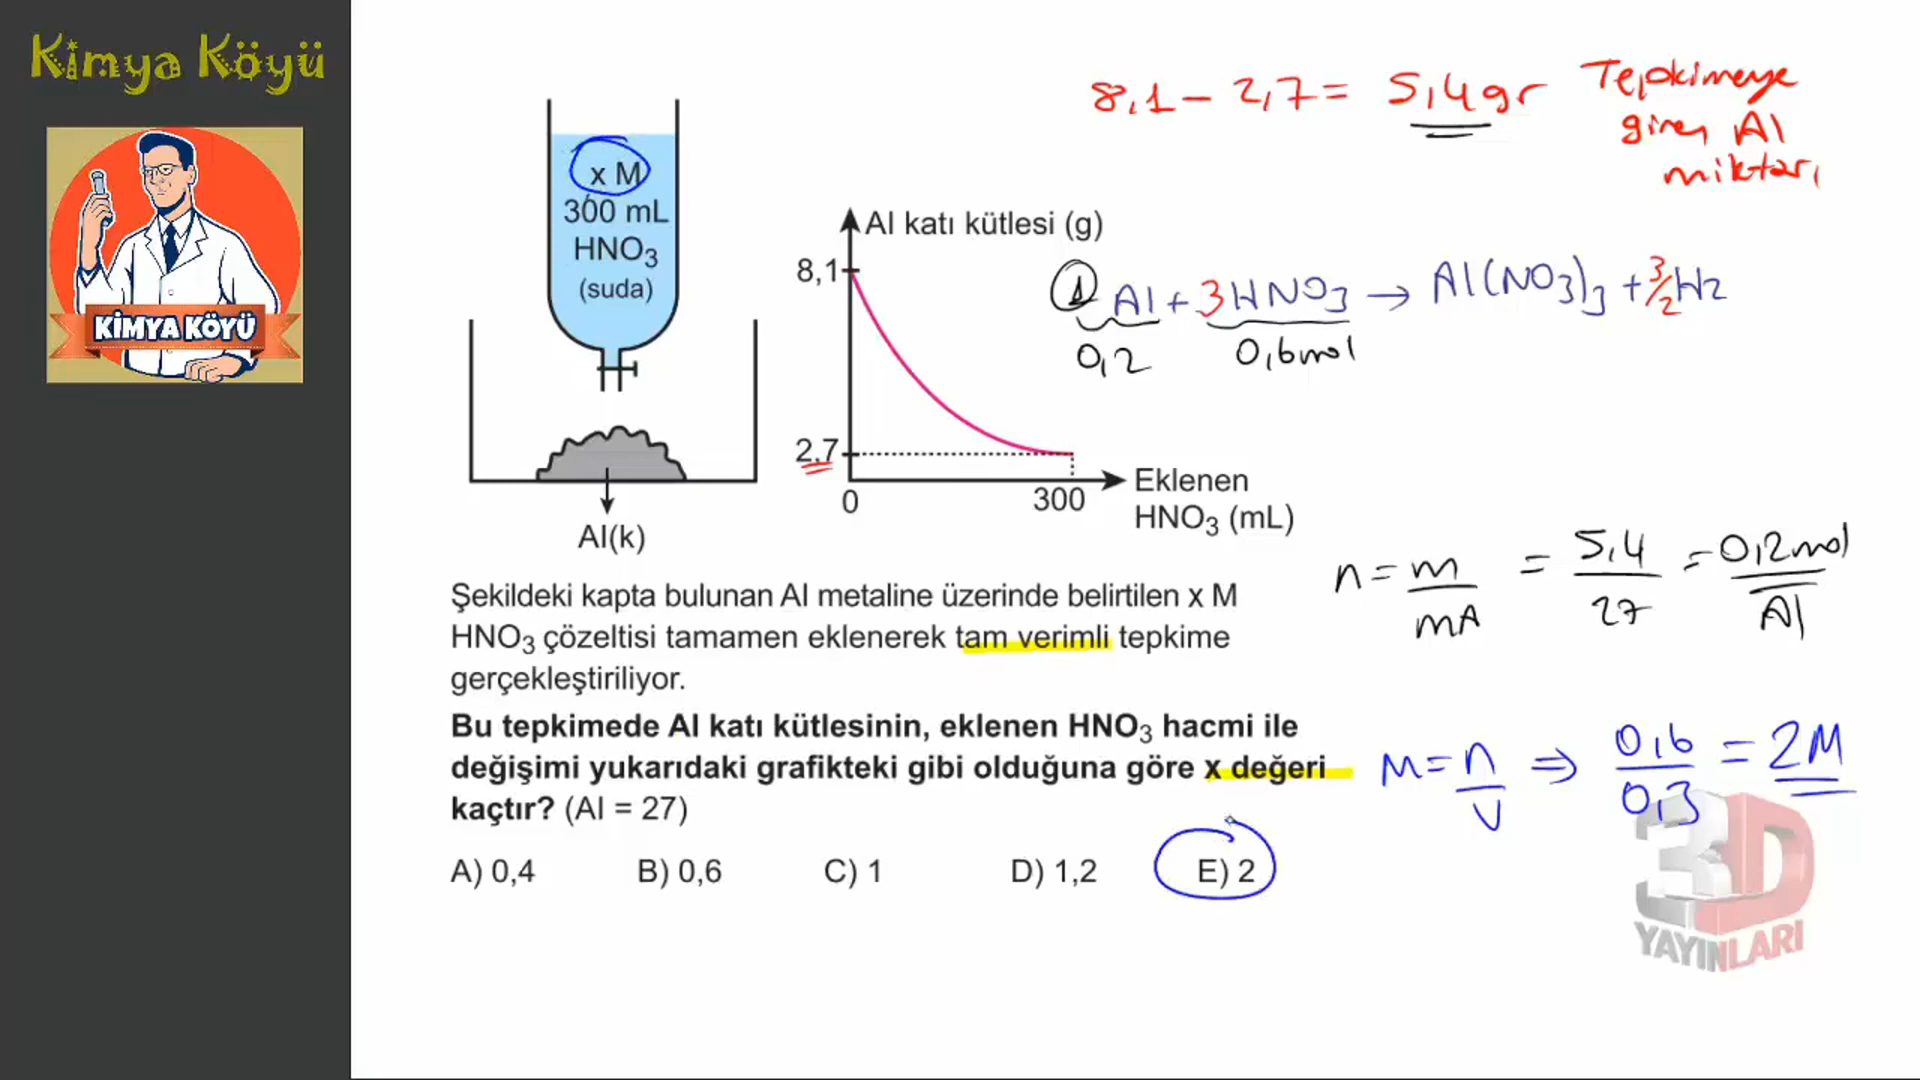 Kimya Köyü
KİMYA KÖYÜ
x M
300 mL
HNO₃
(suda)
Al(k)
Al katı kütlesi (g)
8,1
2,7
0
300
Eklenen
HNO₃ (mL)
8,1 - 2,7 = 5,4gr Tepkimeye
giren Al
miktarı
① Al + 3HNO₃ → Al(NO₃)₃ + 3/2 H₂
0,2 0,6mol
n = m/mA = 5,4/27 = 0,2mol/Al
Şekildeki kapta bulunan Al metaline üzerinde belirtilen x M
HNO₃ çözeltisi tamamen eklenerek tam verimli tepkime
gerçekleştiriliyor.
Bu tepkimede Al katı kütlesinin, eklenen HNO₃ hacmi ile
değişimi yukarıdaki grafikteki gibi olduğuna göre x değeri
kaçtır? (Al = 27)
M = n/v ⇒ 0,6/0,3 = 2M
A) 0,4 B) 0,6 C) 1 D) 1,2 E) 2
3D
YAYINLARI